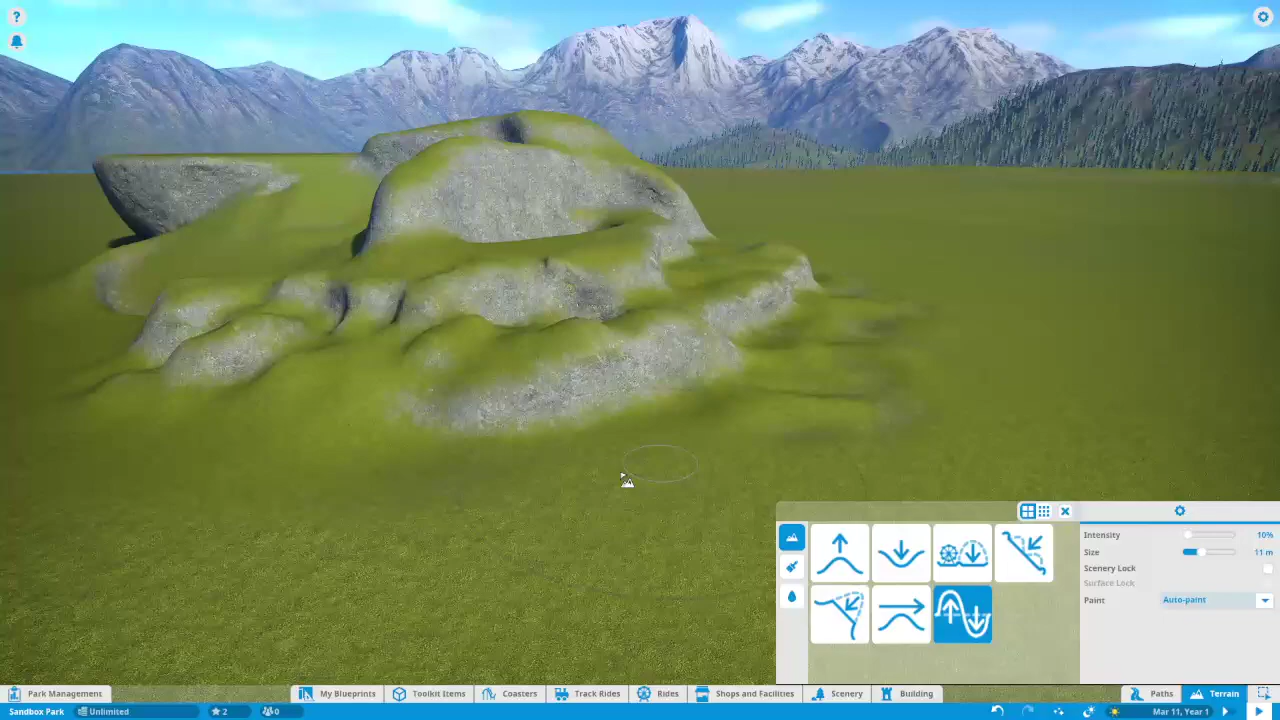 ?
Intensity 10%
Size 11 m
Scenery Lock
Surface Lock
Paint Auto-paint
Park Management My Blueprints Toolkit Items Coasters Track Rides Rides Shops and Facilities Scenery Building Paths Terrain
Sandbox Park Unlimited 2 0 Mar 11, Year 1